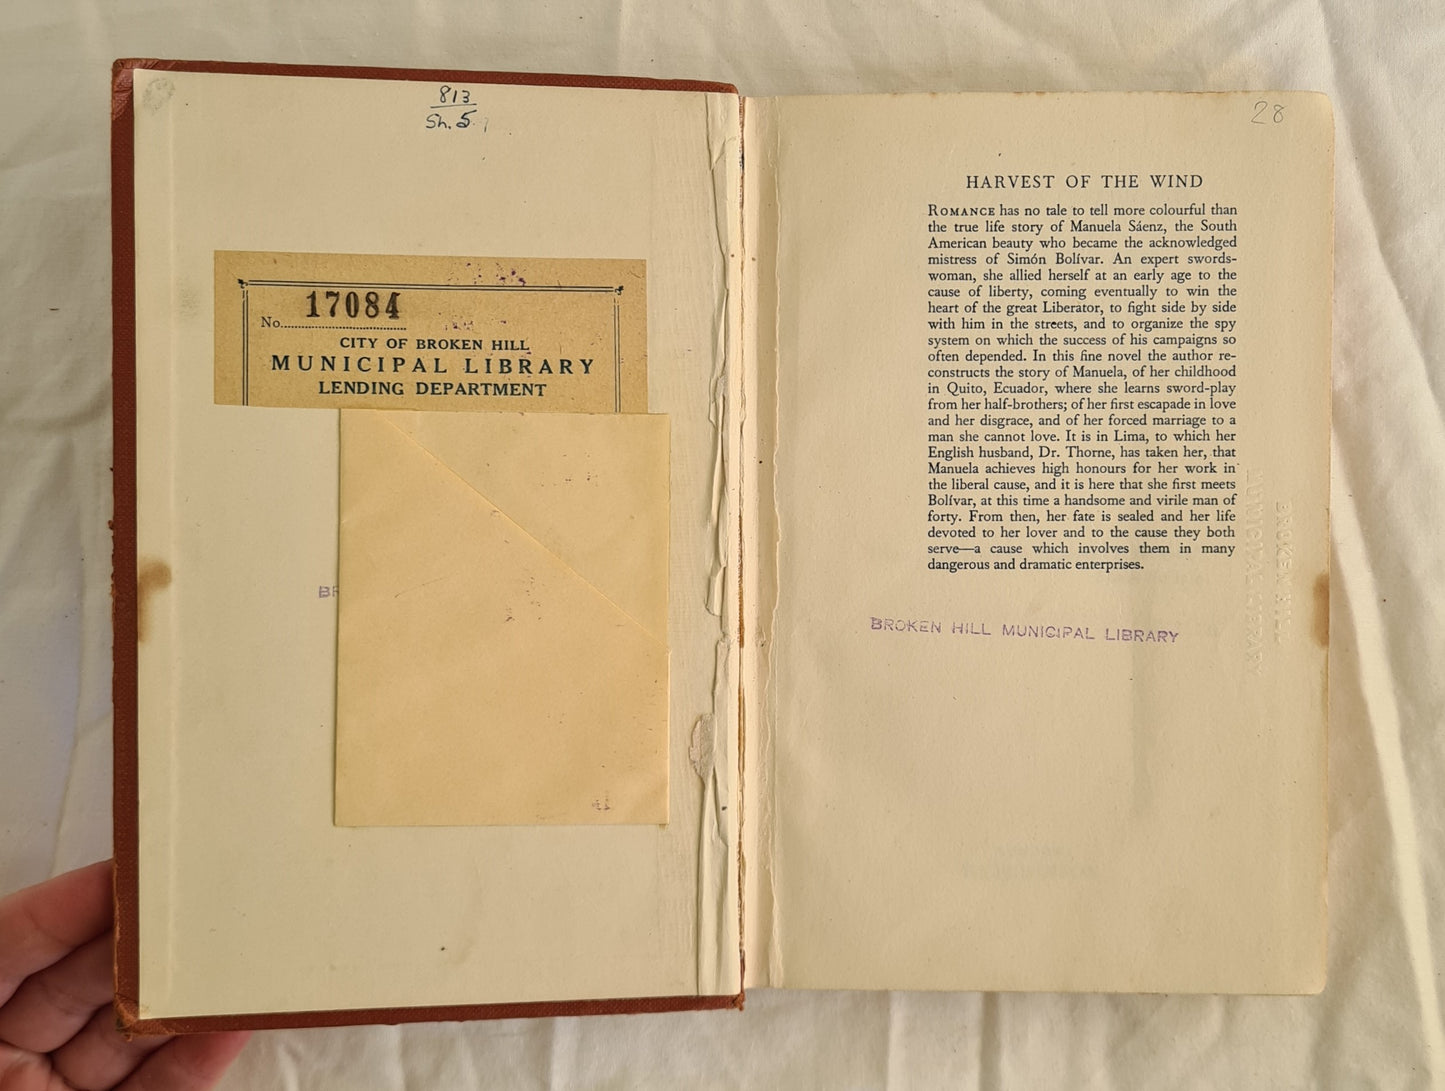 813
Sh. 5
17084
No.
CITY OF BROKEN HILL
MUNICIPAL LIBRARY
LENDING DEPARTMENT
BR
28
HARVEST OF THE WIND
ROMANCE has no tale to tell more colourful than
the true life story of Manuela Sáenz, the South
American beauty who became the acknowledged
mistress of Simón Bolívar. An expert swords-
woman, she allied herself at an early age to the
cause of liberty, coming eventually to win the
heart of the great Liberator, to fight side by side
with him in the streets, and to organize the spy
system on which the success of his campaigns so
often depended. In this fine novel the author re-
constructs the story of Manuela, of her childhood
in Quito, Ecuador, where she learns sword-play
from her half-brothers; of her first escapade in love
and her disgrace, and of her forced marriage to a
man she cannot love. It is in Lima, to which her
English husband, Dr. Thorne, has taken her, that
Manuela achieves high honours for her work in
the liberal cause, and it is here that she first meets
Bolívar, at this time a handsome and virile man of
forty. From then, her fate is sealed and her life
devoted to her lover and to the cause they both
serve—a cause which involves them in many
dangerous and dramatic enterprises.
BROKEN HILL MUNICIPAL LIBRARY
BROKEN HILL
MUNICIPAL LIBRARY